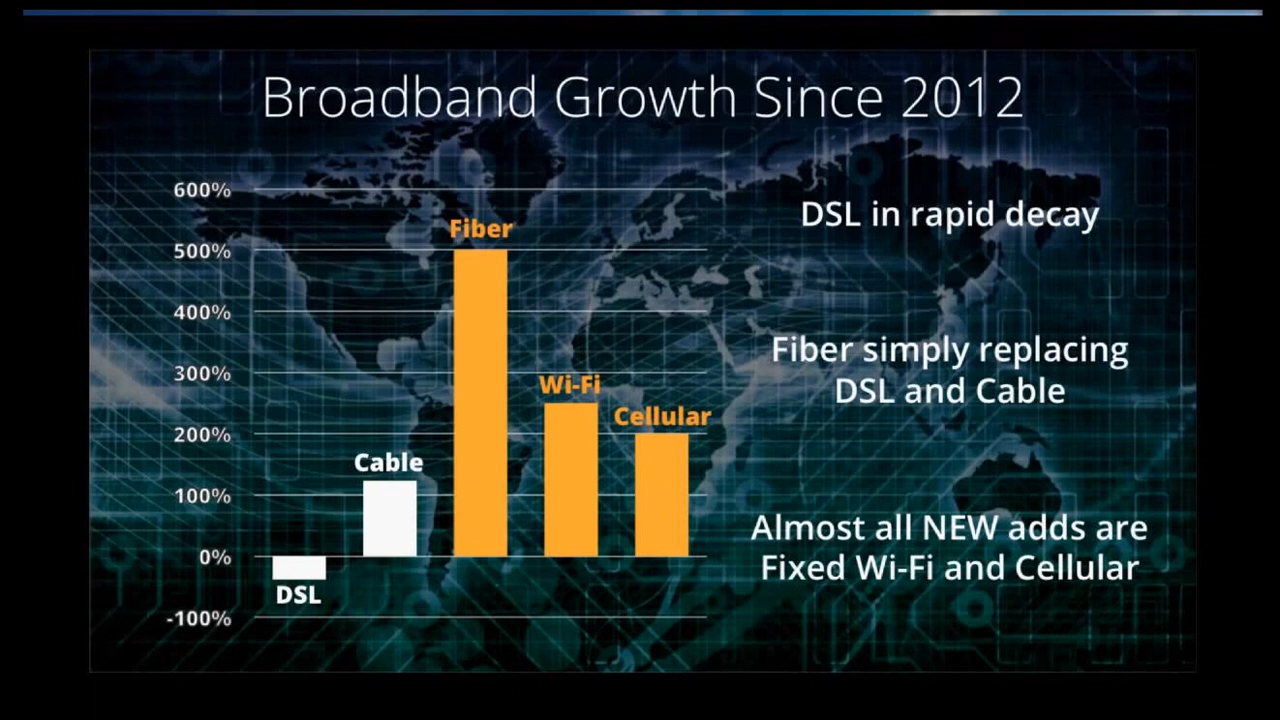 Broadband Growth Since 2012
600%
500%
400%
300%
200%
100%
0%
-100%
DSL
Cable
Fiber
Wi-Fi
Cellular
DSL in rapid decay
Fiber simply replacing
DSL and Cable
Almost all NEW adds are
Fixed Wi-Fi and Cellular